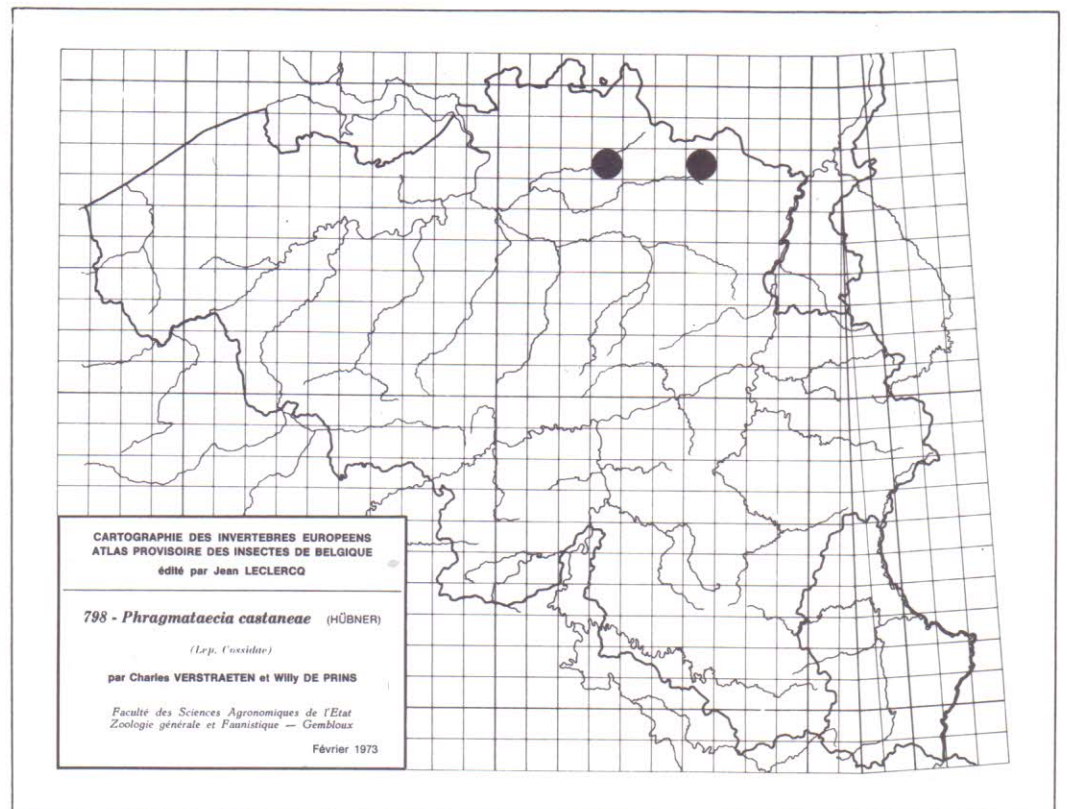 CARTOGRAPHIE DES INVERTEBRES EUROPEENS
ATLAS PROVISOIRE DES INSECTES DE BELGIQUE
édité par Jean LECLERCQ
798 - Phragmataecia castaneae (HÜBNER)
(Lep. Cossidae)
par Charles VERSTRAETEN et Willy DE PRINS
Faculté des Sciences Agronomiques de l'Etat
Zoologie générale et Faunistique — Gembloux
Février 1973